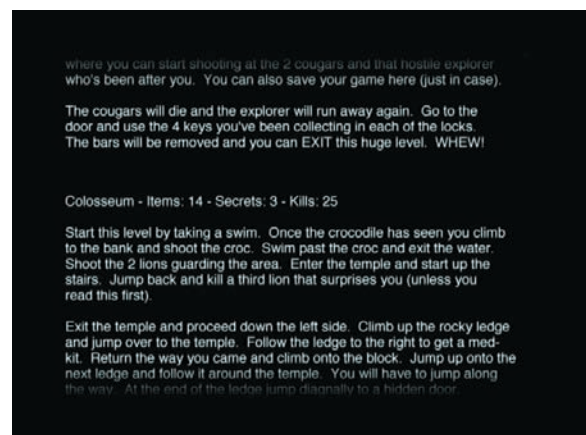 where you can start shooting at the 2 cougars and that hostile explorer
who's been after you.  You can also save your game here (just in case).
The cougars will die and the explorer will run away again.  Go to the
door and use the 4 keys you've been collecting in each of the locks.
The bars will be removed and you can EXIT this huge level.  WHEW!
Colosseum - Items: 14 - Secrets: 3 - Kills: 25
Start this level by taking a swim.  Once the crocodile has seen you climb
to the bank and shoot the croc.  Swim past the croc and exit the water.
Shoot the 2 lions guarding the area.  Enter the temple and start up the
stairs.  Jump back and kill a third lion that surprises you (unless you
read this first).
Exit the temple and proceed down the left side.  Climb up the rocky ledge
and jump over to the temple.  Follow the ledge to the right to get a med-
kit.  Return the way you came and climb onto the block.  Jump up onto the
next ledge and follow it around the temple.  You will have to jump along
the way.  At the end of the ledge jump diagnally to a hidden door.